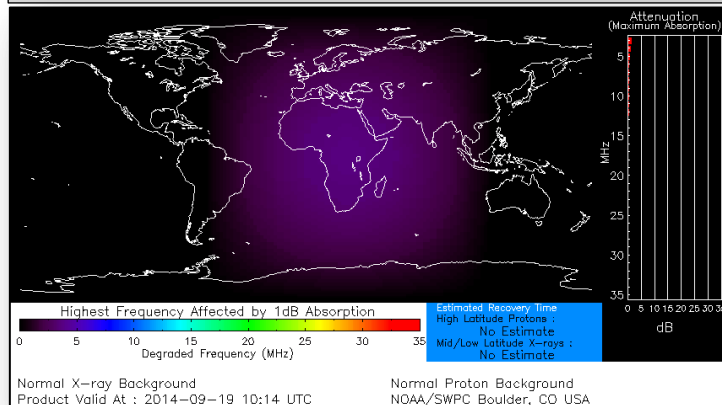 Attenuation
(Maximum Absorption)
5
10
15
20
25
30
35
MHz
0 5 10 15 20 25 30
dB
Highest Frequency Affected by 1dB Absorption
0 5 10 15 20 25 30 35
Degraded Frequency (MHz)
Estimated Recovery Time
High Latitude Protons :
No Estimate
Mid/Low Latitude X-rays :
No Estimate
Normal X-ray Background
Product Valid At : 2014-09-19 10:14 UTC
Normal Proton Background
NOAA/SWPC Boulder, CO USA